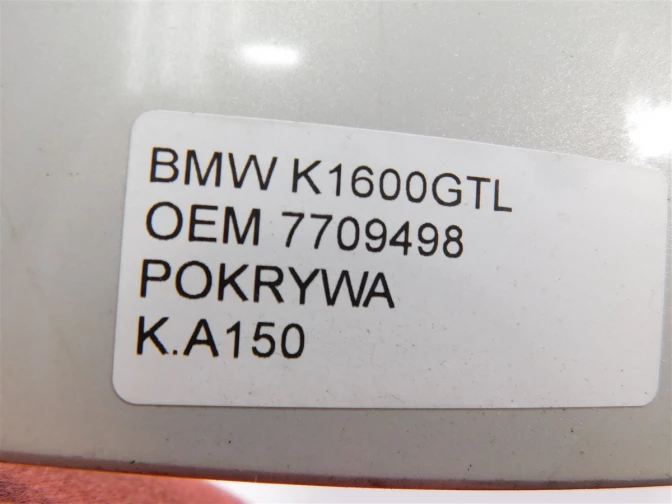 BMW K1600GTL
OEM 7709498
POKRYWA
K.A150